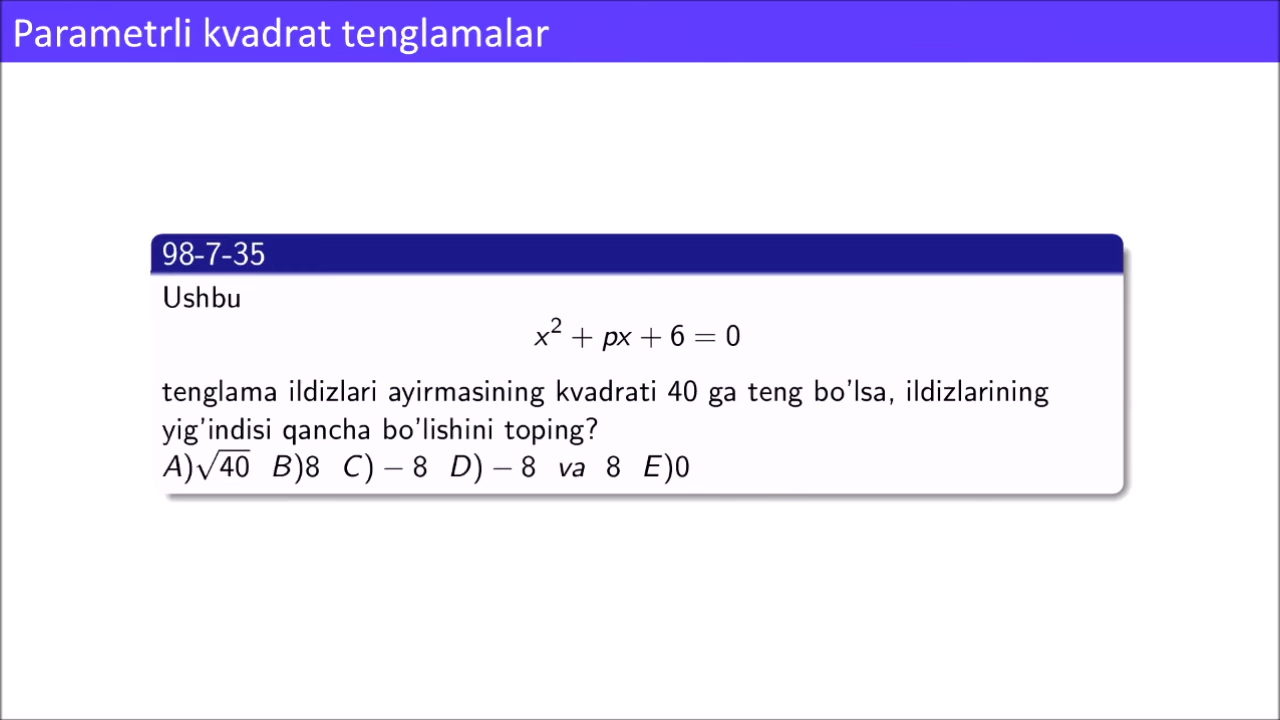 Parametrli kvadrat tenglamalar
98-7-35
Ushbu
x² + px + 6 = 0
tenglama ildizlari ayirmasining kvadrati 40 ga teng bo'lsa, ildizlarining
yig'indisi qancha bo'lishini toping?
A)√40 B)8 C) − 8 D) − 8 va 8 E)0